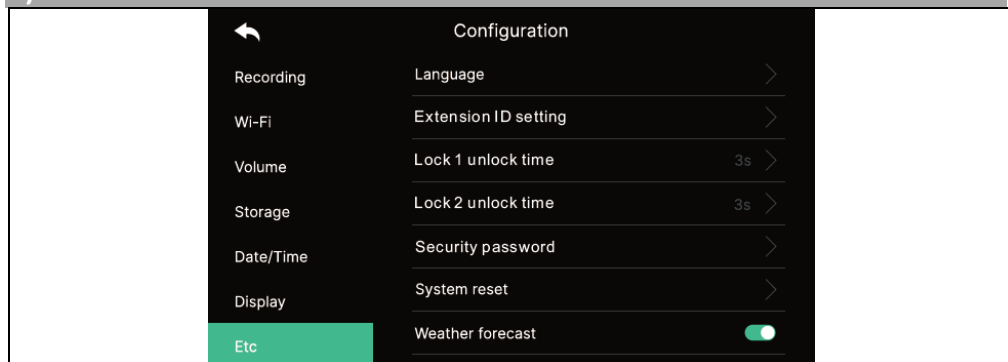 Configuration
Recording
Wi-Fi
Volume
Storage
Date/Time
Display
Etc
Language
Extension ID setting
Lock 1 unlock time 3s
Lock 2 unlock time 3s
Security password
System reset
Weather forecast